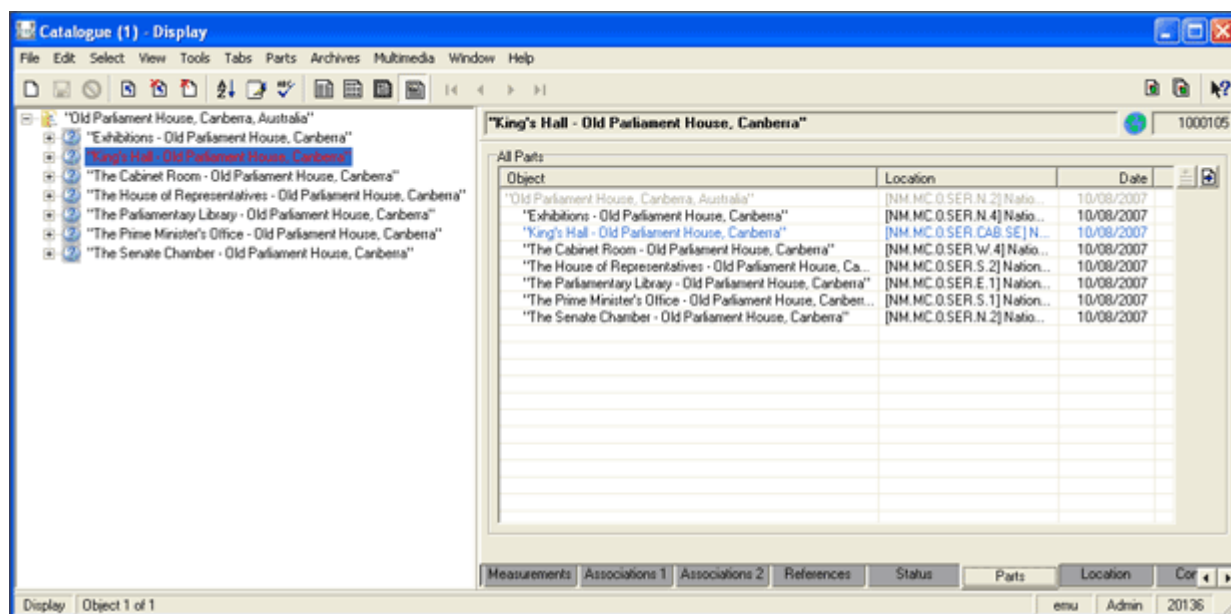 Catalogue (1) - Display
File Edit Select View Tools Tabs Parts Archives Multimedia Window Help
"Old Parliament House, Canberra, Australia"
"Exhibitions - Old Parliament House, Canberra"
"King's Hall - Old Parliament House, Canberra"
"The Cabinet Room - Old Parliament House, Canberra"
"The House of Representatives - Old Parliament House, Canberra"
"The Parliamentary Library - Old Parliament House, Canberra"
"The Prime Minister's Office - Old Parliament House, Canberra"
"The Senate Chamber - Old Parliament House, Canberra"
"King's Hall - Old Parliament House, Canberra" 1000105
All Parts
Object Location Date
"Old Parliament House, Canberra, Australia" [NM.MC.0.SER.N.2] Natio... 10/08/2007
"Exhibitions - Old Parliament House, Canberra" [NM.MC.0.SER.N.4] Natio... 10/08/2007
"King's Hall - Old Parliament House, Canberra" [NM.MC.0.SER.CAB.SE] N... 10/08/2007
"The Cabinet Room - Old Parliament House, Canberra" [NM.MC.0.SER.W.4] Natio... 10/08/2007
"The House of Representatives - Old Parliament House, Ca... [NM.MC.0.SER.S.2] Nation... 10/08/2007
"The Parliamentary Library - Old Parliament House, Canberra" [NM.MC.0.SER.E.1] Nation... 10/08/2007
"The Prime Minister's Office - Old Parliament House, Canberr... [NM.MC.0.SER.S.1] Nation... 10/08/2007
"The Senate Chamber - Old Parliament House, Canberra" [NM.MC.0.SER.N.2] Natio... 10/08/2007
Measurements Associations 1 Associations 2 References Status Parts Location Cor
Display Object 1 of 1 emu Admin 20136